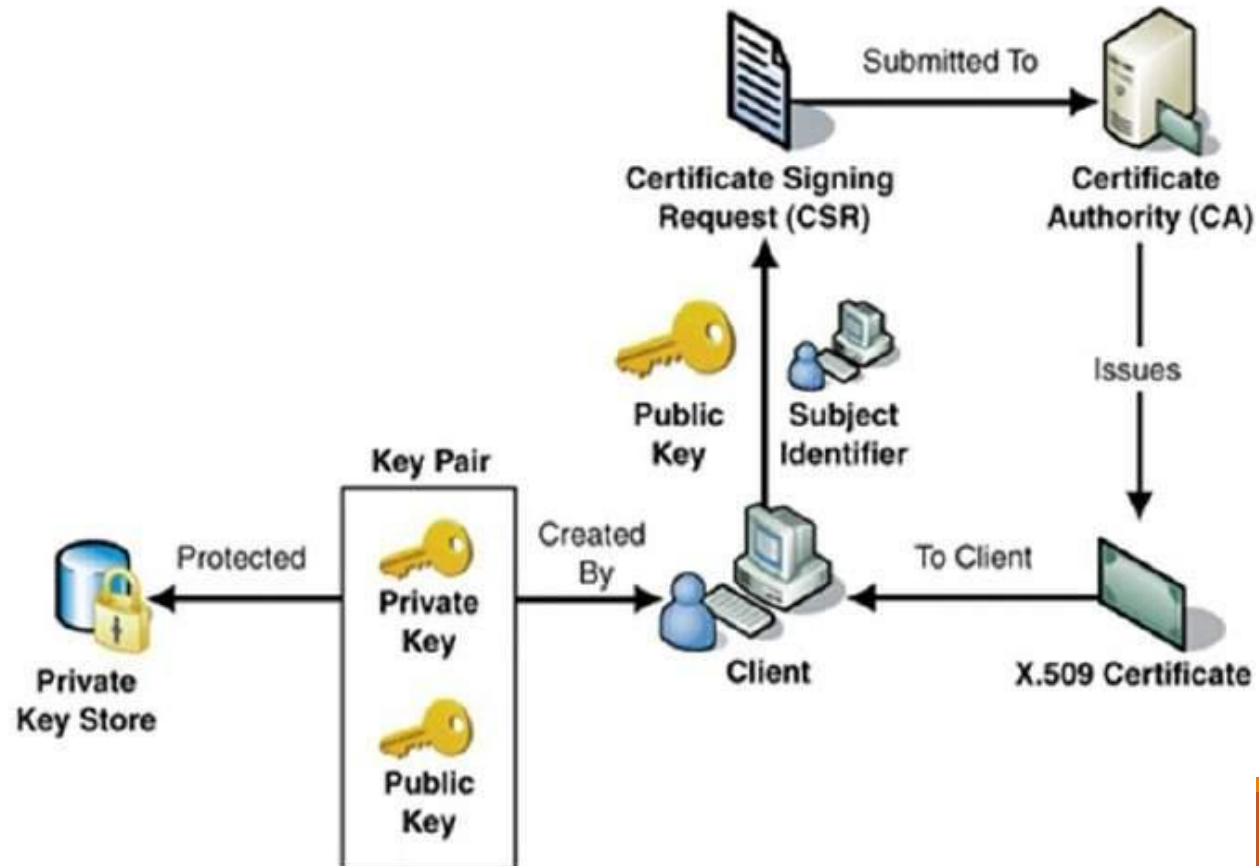 Submitted To
Certificate Signing
Request (CSR)
Certificate
Authority (CA)
Public
Key
Subject
Identifier
Issues
Key Pair
Protected
Private
Key
Created
By
To Client
Private
Key Store
Public
Key
Client
X.509 Certificate